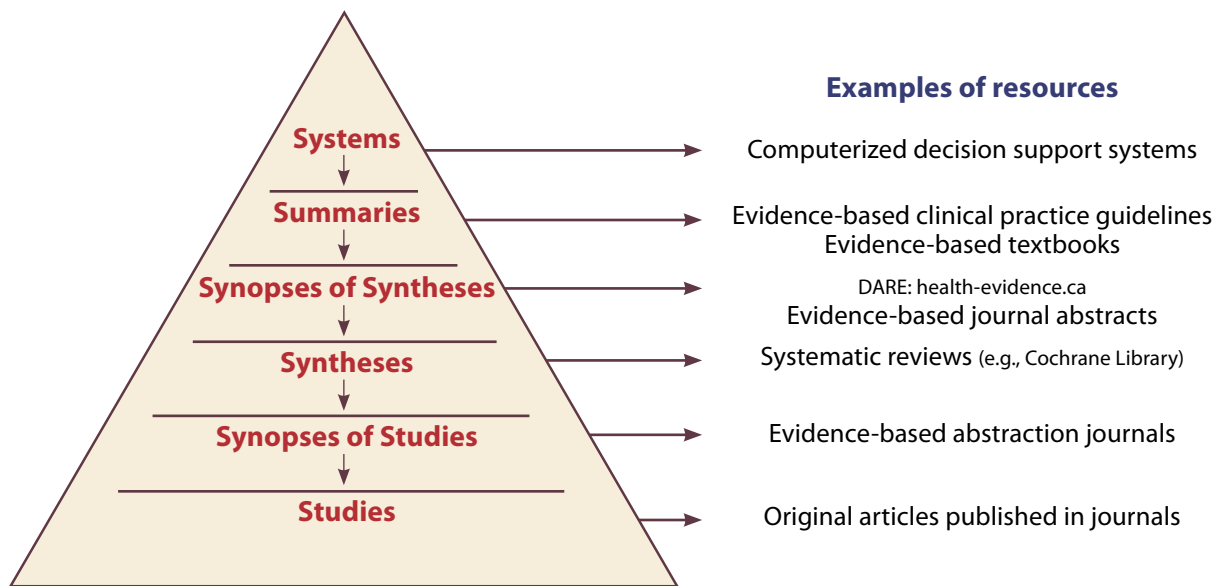 Examples of resources
Systems
Computerized decision support systems
Summaries
Evidence-based clinical practice guidelines
Evidence-based textbooks
Synopses of Syntheses
DARE: health-evidence.ca
Evidence-based journal abstracts
Syntheses
Systematic reviews (e.g., Cochrane Library)
Synopses of Studies
Evidence-based abstraction journals
Studies
Original articles published in journals